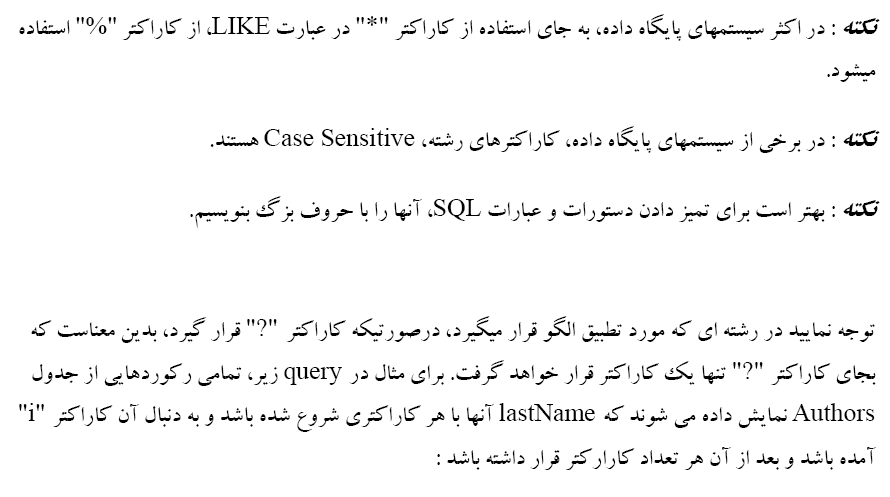 نکته : در اکثر سیستمهای پایگاه داده، به جای استفاده از کاراکتر "*" در عبارت LIKE، از کاراکتر "%" استفاده
میشود.
نکته : در برخی از سیستمهای پایگاه داده، کاراکترهای رشته، Case Sensitive هستند.
نکته : بهتر است برای تمیز دادن دستورات و عبارات SQL، آنها را با حروف بزگ بنویسیم.
توجه نمایید در رشته ای که مورد تطبیق الگو قرار میگیرد، درصورتیکه کاراکتر "?" قرار گیرد، بدین معناست که
بجای کاراکتر "?" تنها یک کاراکتر قرار خواهد گرفت. برای مثال در query زیر، تمامی رکوردهایی از جدول
Authors نمایش داده می شوند که lastName آنها با هر کاراکتری شروع شده باشد و به دنبال آن کاراکتر "i"
آمده باشد و بعد از آن هر تعداد کارارکتر قرار داشته باشد :